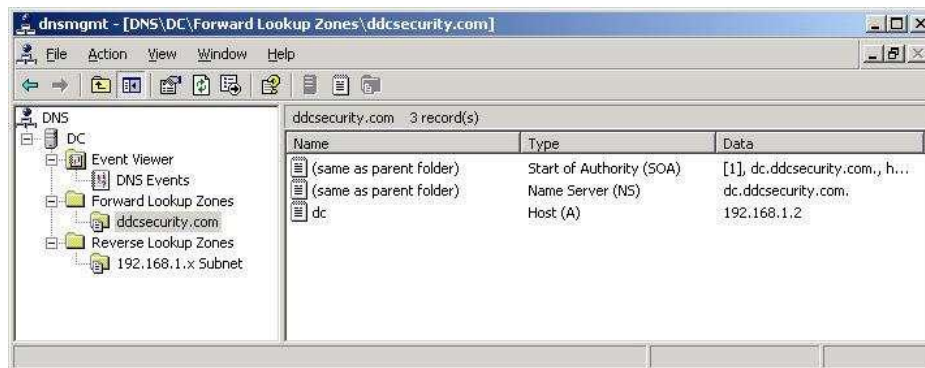 dnsmgmt - [DNS\DC\Forward Lookup Zones\ddcsecurity.com]
File Action View Window Help
DNS
DC
Event Viewer
DNS Events
Forward Lookup Zones
ddcsecurity.com
Reverse Lookup Zones
192.168.1.x Subnet
ddcsecurity.com 3 record(s)
Name Type Data
(same as parent folder) Start of Authority (SOA) [1], dc.ddcsecurity.com., h...
(same as parent folder) Name Server (NS) dc.ddcsecurity.com.
dc Host (A) 192.168.1.2